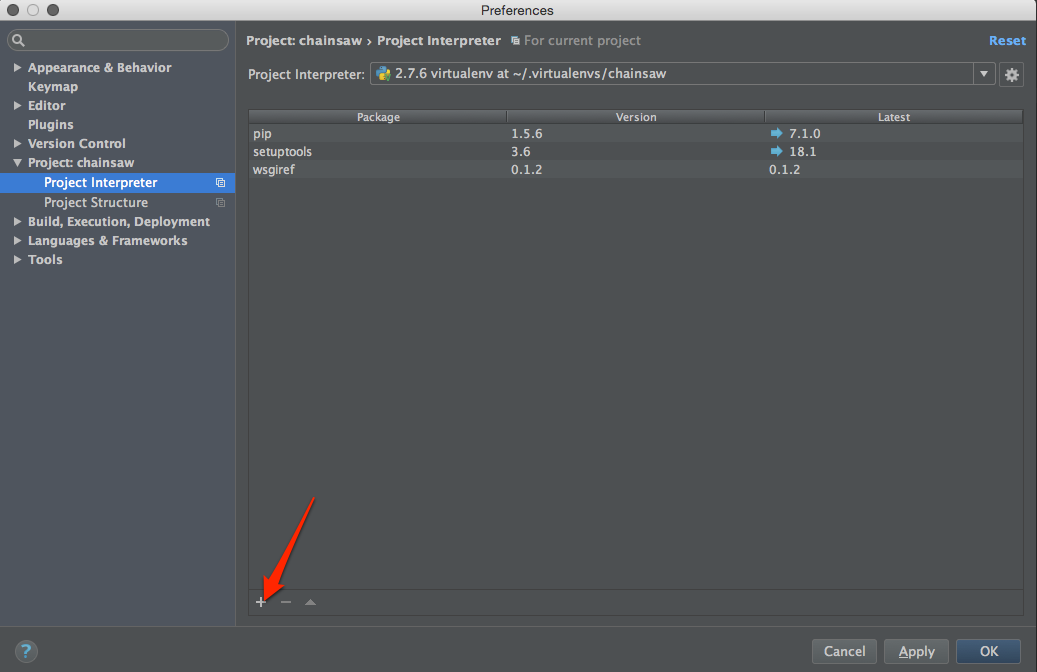 Preferences
Project: chainsaw › Project Interpreter For current project Reset
Project Interpreter: 2.7.6 virtualenv at ~/.virtualenvs/chainsaw
Appearance & Behavior
Keymap
Editor
Plugins
Version Control
Project: chainsaw
Project Interpreter
Project Structure
Build, Execution, Deployment
Languages & Frameworks
Tools
Package Version Latest
pip 1.5.6 7.1.0
setuptools 3.6 18.1
wsgiref 0.1.2 0.1.2
?
Cancel Apply OK